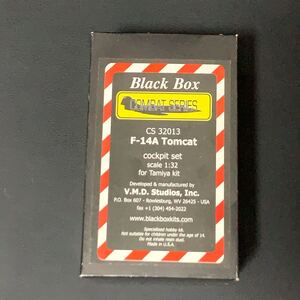 Black Box
COMBAT SERIES
CS 32013
F-14A Tomcat
cockpit set
scale 1:32
for Tamiya kit
Developed & manufactured by
V.M.D. Studios, Inc.
P.O. Box 607 - Rowlesburg, WV 26425 - USA
fax +1 (304) 454-2022
www.blackboxkits.com
Specialised hobby kit.
Not suitable for children under the age of 14.
Do not inhale resin dust.
Made in U.S.A.